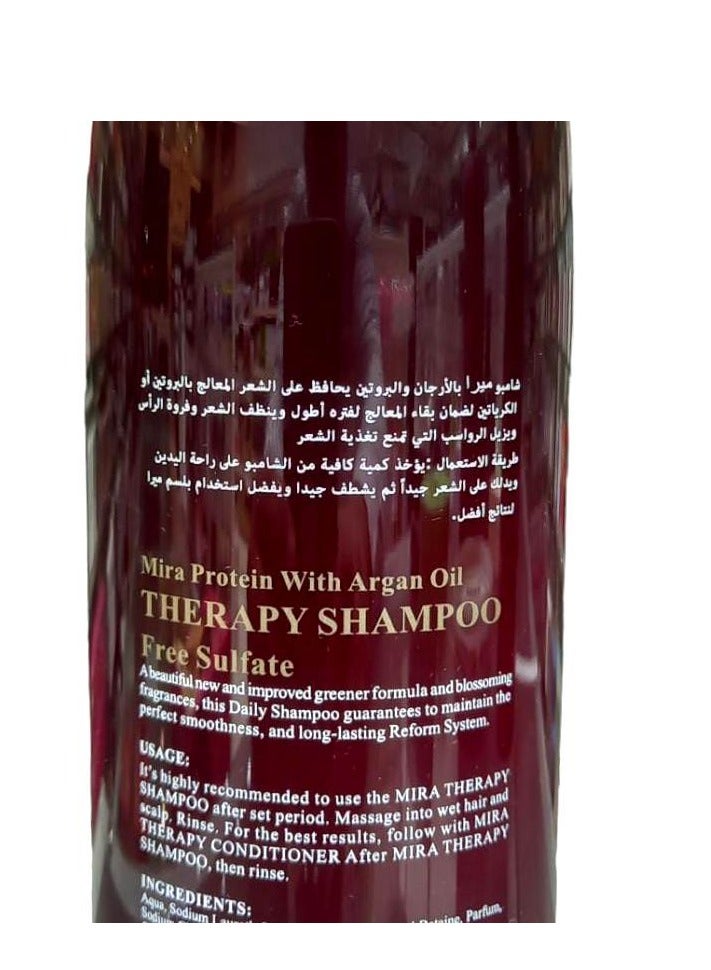 شامبو ميرا بالأرجان والبروتين يحافظ على الشعر المعالج بالبروتين أو
الكرياتين لضمان بقاء المعالج لفتره أطول وينظف الشعر وفروة الرأس
ويزيل الرواسب التي تمنع تغذية الشعر
طريقة الاستعمال :يؤخذ كمية كافية من الشامبو على راحة اليدين
ويدلك على الشعر جيداً ثم يشطف جيدا ويفضل استخدام بلسم ميرا
لنتائج أفضل.
Mira Protein With Argan Oil
THERAPY SHAMPOO
Free Sulfate
A beautiful new and improved greener formula and blossoming
fragrances, this Daily Shampoo guarantees to maintain the
perfect smoothness, and long-lasting Reform System.
USAGE:
It's highly recommended to use the MIRA THERAPY
SHAMPOO after set period. Massage into wet hair and
scalp. Rinse. For the best results, follow with MIRA
THERAPY CONDITIONER After MIRA THERAPY
SHAMPOO, then rinse.
INGREDIENTS:
Aqua, Sodium Parfum,
Sodium